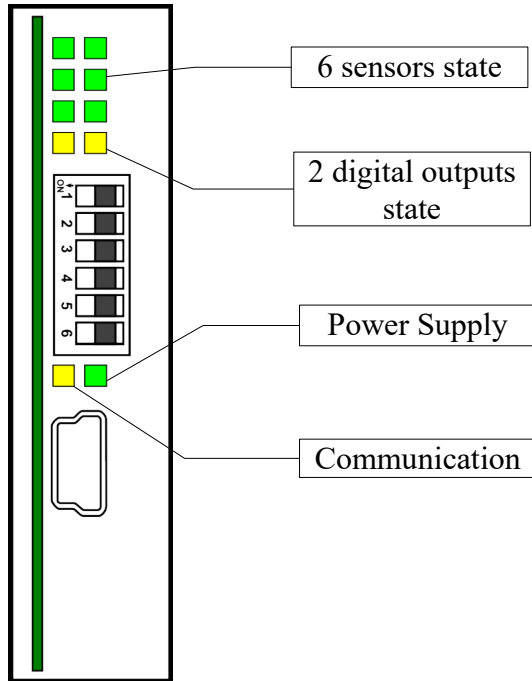 6 sensors state
2 digital outputs
state
ON
1
2
3
4
5
6
Power Supply
Communication